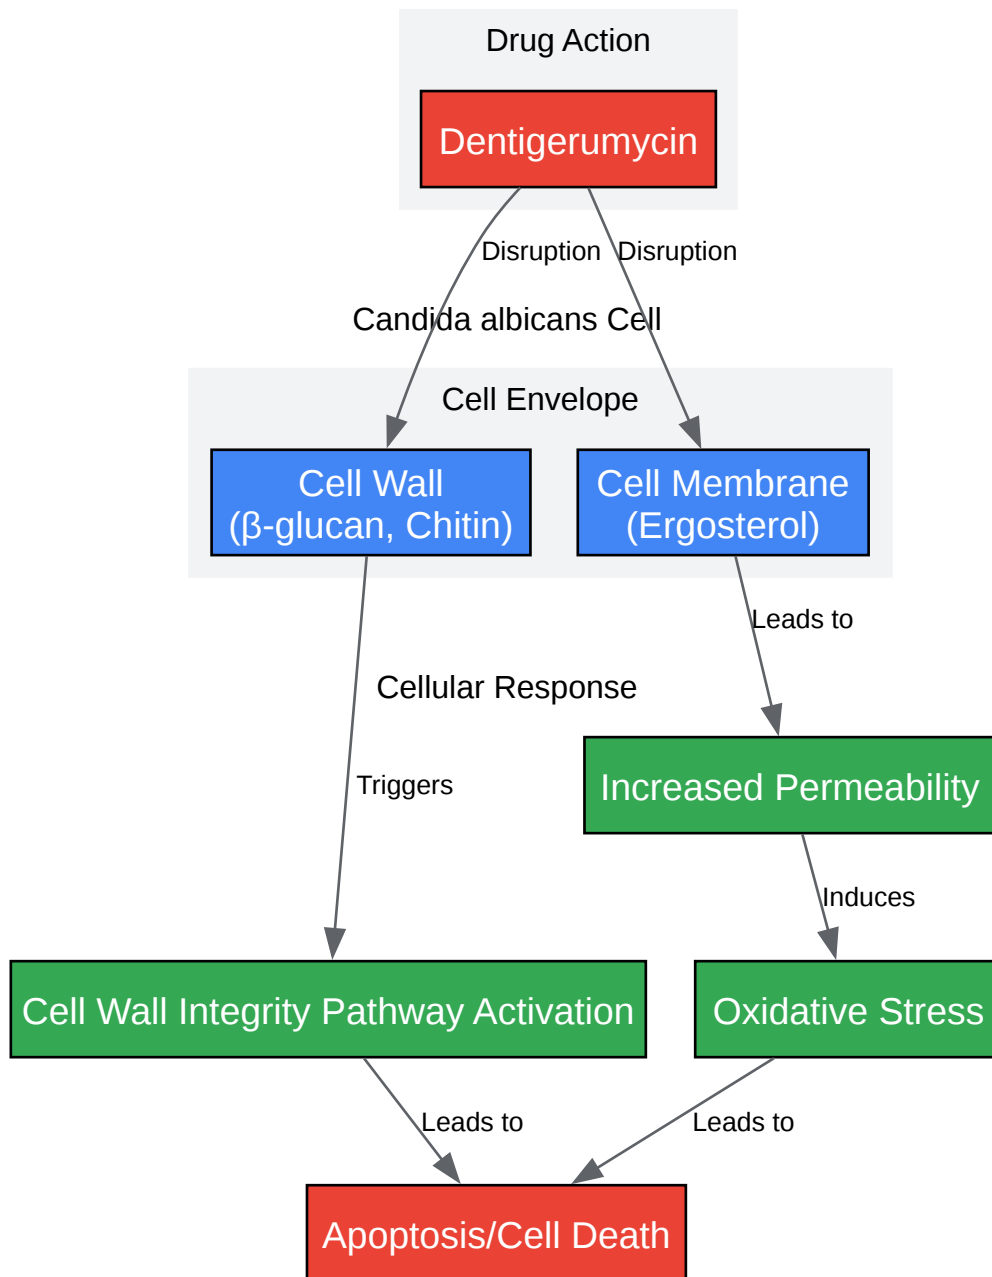 Drug Action
Dentigerumycin
Disruption
Disruption
Candida albicans Cell
Cell Envelope
Cell Wall
(β-glucan, Chitin)
Cell Membrane
(Ergosterol)
Leads to
Cellular Response
Triggers
Increased Permeability
Induces
Cell Wall Integrity Pathway Activation
Oxidative Stress
Leads to
Leads to
Apoptosis/Cell Death